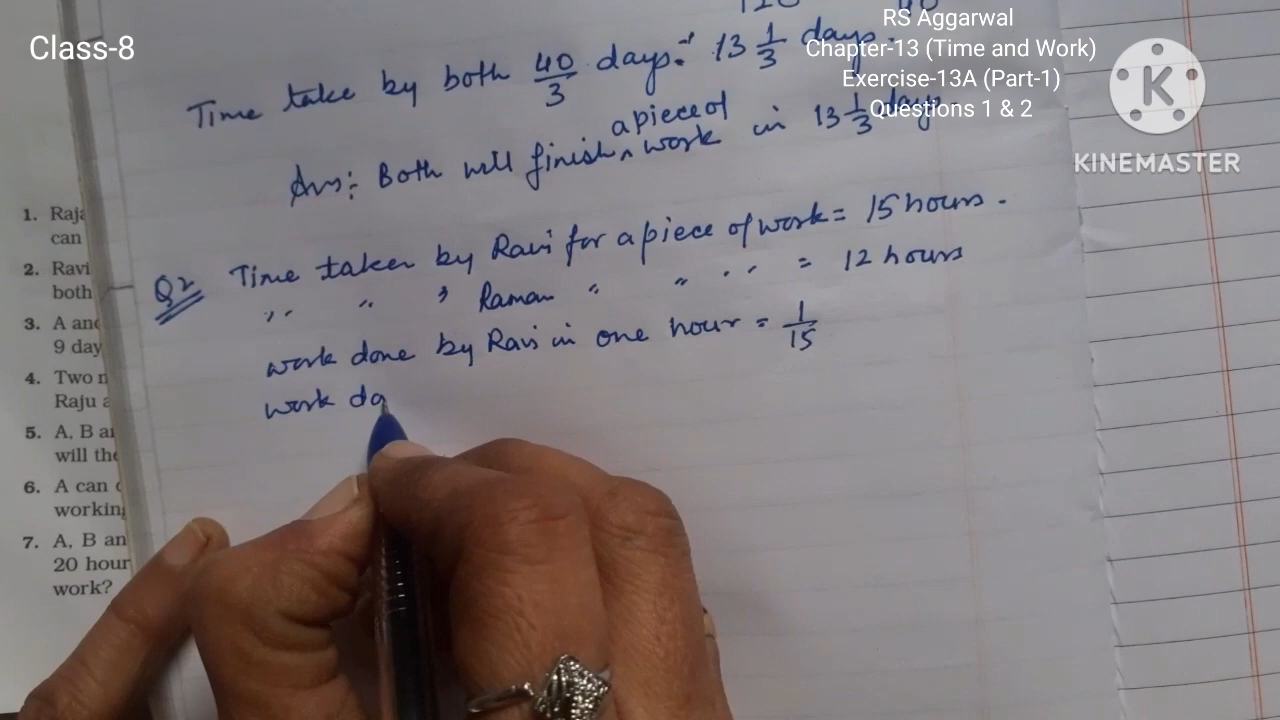 Class-8
RS Aggarwal
Chapter-13 (Time and Work)
Exercise-13A (Part-1)
Questions 1 & 2
KINEMASTER
Time take by both 40/3 days. 13 1/3 days.
Ans: Both will finish a piece of work in 13 1/3 days
Q2 Time taken by Ravi for a piece of work = 15 hours.
,, ,, , Raman ,, ,, ,, = 12 hours
work done by Ravi in one hour = 1/15
work do
1. Raja
can
2. Ravi
both
3. A and
9 day
4. Two
Raju a
5. A, B
will the
6. A can
working
7. A, B an
20 hour
work?